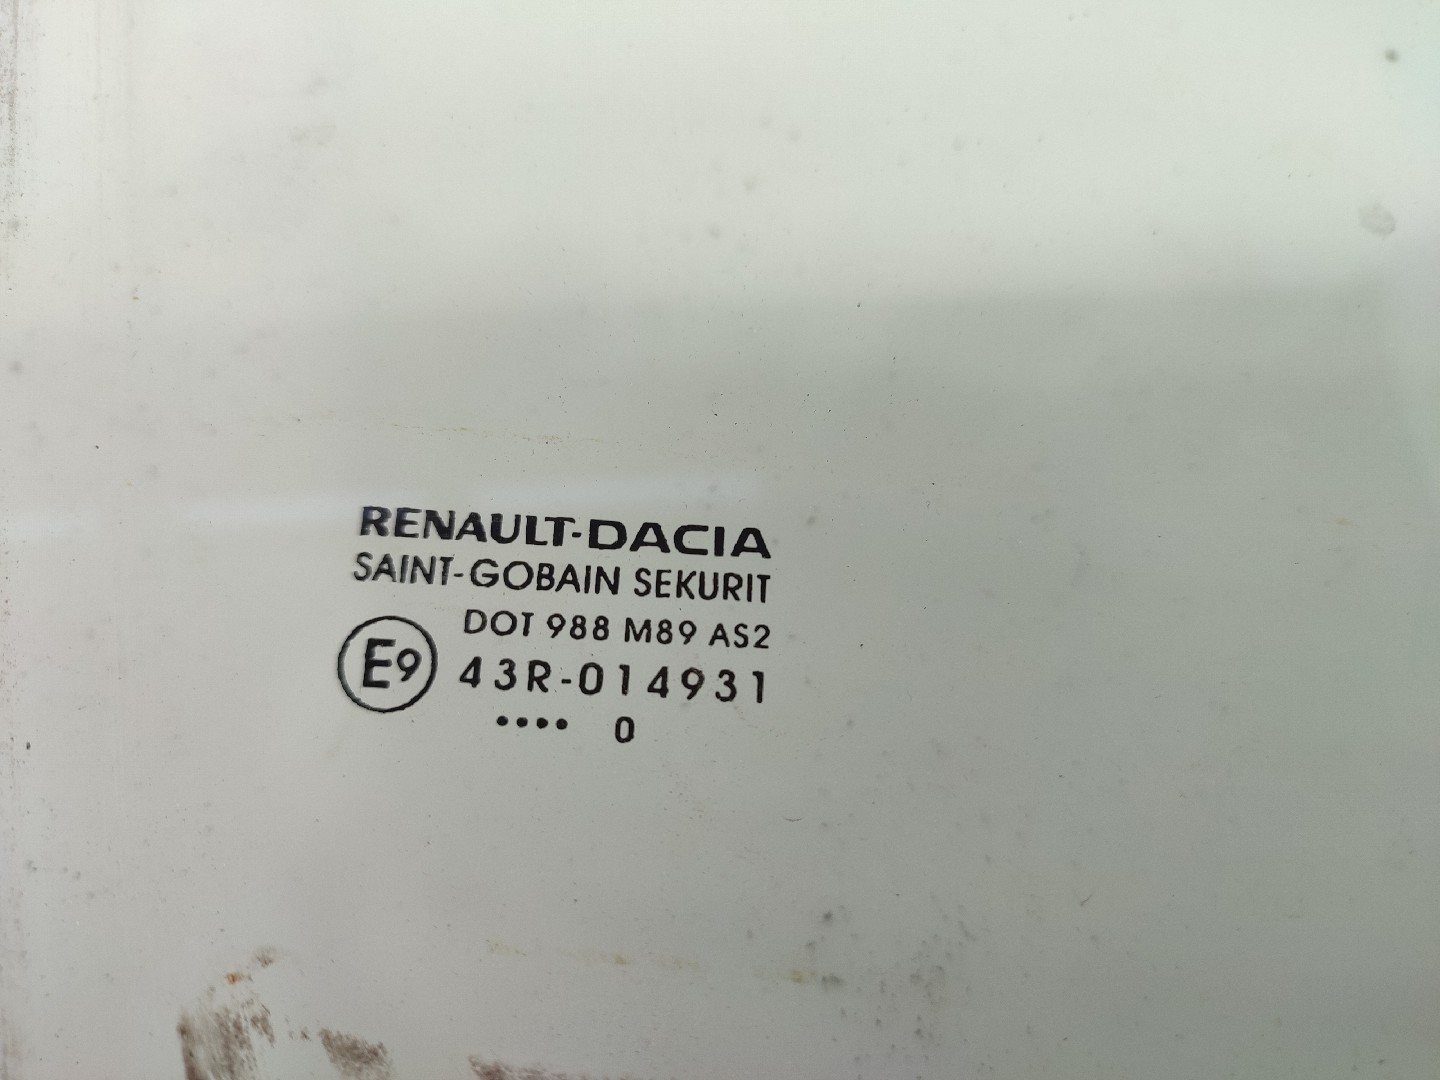 RENAULT-DACIA
SAINT-GOBAIN SEKURIT
DOT 988 M89 AS2
E9 43R-014931
•••• 0